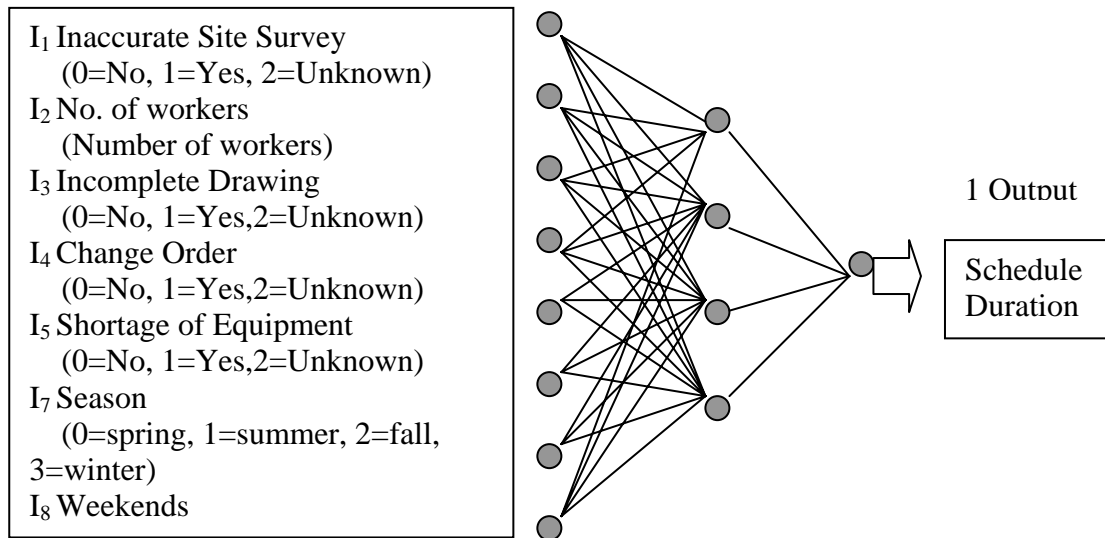 I₁ Inaccurate Site Survey
(0=No, 1=Yes, 2=Unknown)
I₂ No. of workers
(Number of workers)
I₃ Incomplete Drawing
(0=No, 1=Yes,2=Unknown)
I₄ Change Order
(0=No, 1=Yes,2=Unknown)
I₅ Shortage of Equipment
(0=No, 1=Yes,2=Unknown)
I₇ Season
(0=spring, 1=summer, 2=fall,
3=winter)
I₈ Weekends
1 Output
Schedule
Duration